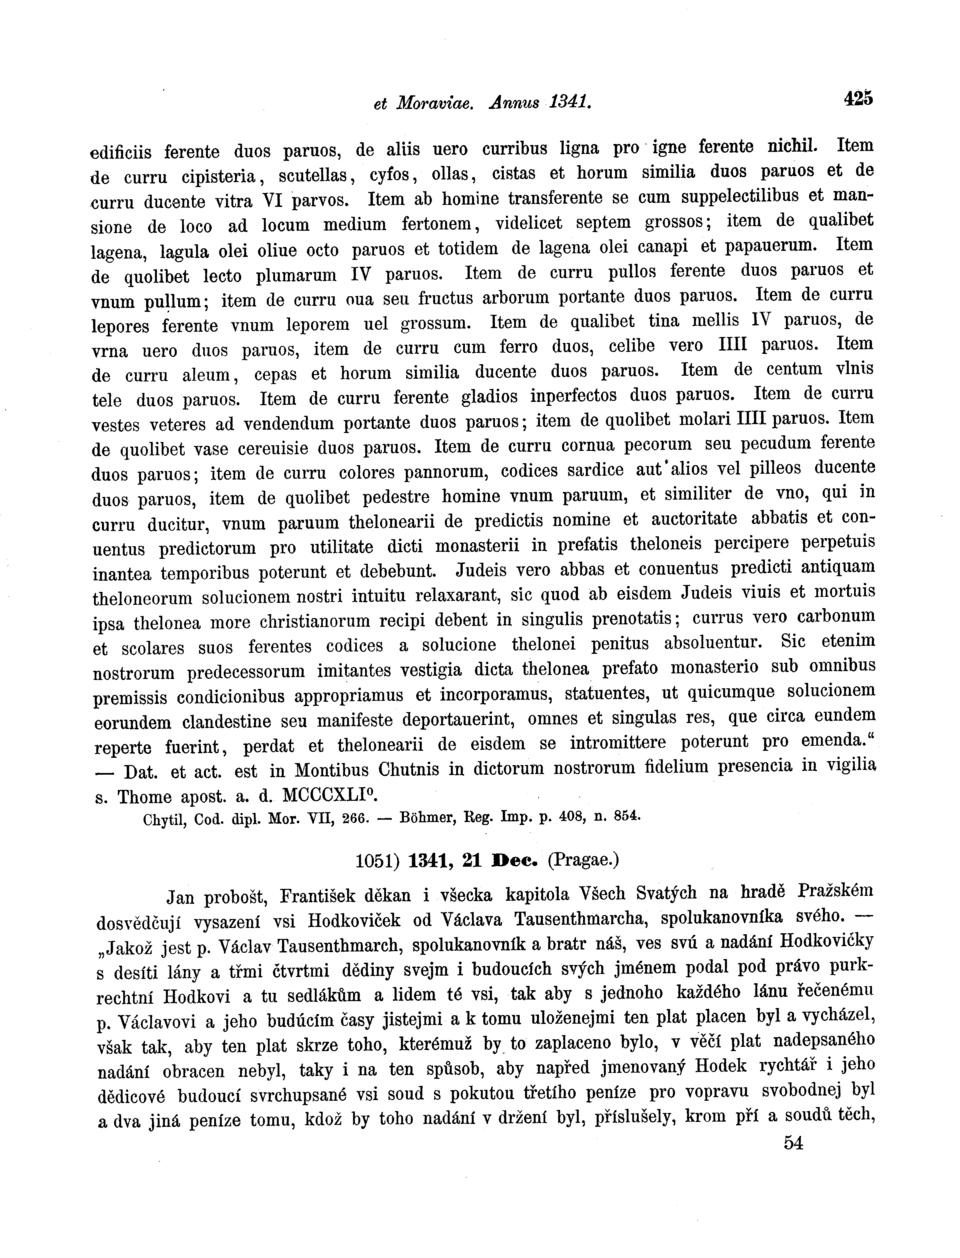 et Moraviae. Annus 1341. 425
edificiis ferente duos paruos, de aliis uero curribus ligna pro igne ferente nichil. Item
de curru cipisteria, scutellas, cyfos, ollas, cistas et horum similia duos paruos et de
curru ducente vitra VI parvos. Item ab homine transferente se cum suppelectilibus et man-
sione de loco ad locum medium fertonem, videlicet septem grossos; item de qualibet
lagena, lagula olei oliue octo paruos et totidem de lagena olei canapi et papauerum. Item
de quolibet lecto plumarum IV paruos. Item de curru pullos ferente duos paruos et
vnum pullum; item de curru oua seu fructus arborum portante duos paruos. Item de curru
lepores ferente vnum leporem uel grossum. Item de qualibet tina mellis IV paruos, de
vrna uero duos paruos, item de curru cum ferro duos, celibe vero IIII paruos. Item
de curru aleum, cepas et horum similia ducente duos paruos. Item de centum vlnis
tele duos paruos. Item de curru ferente gladios inperfectos duos paruos. Item de curru
vestes veteres ad vendendum portante duos paruos; item de quolibet molari IIII paruos. Item
de quolibet vase cereuisie duos paruos. Item de curru cornua pecorum seu pecudum ferente
duos paruos; item de curru colores pannorum, codices sardice aut alios vel pilleos ducente
duos paruos, item de quolibet pedestre homine vnum paruum, et similiter de vno, qui in
curru ducitur, vnum paruum thelonearii de predictis nomine et auctoritate abbatis et con-
uentus predictorum pro utilitate dicti monasterii in prefatis theloneis percipere perpetuis
inantea temporibus poterunt et debebunt. Judeis vero abbas et conuentus predicti antiquam
theloneorum solucionem nostri intuitu relaxarant, sic quod ab eisdem Judeis viuis et mortuis
ipsa thelonea more christianorum recipi debent in singulis prenotatis; currus vero carbonum
et scolares suos ferentes codices a solucione thelonei penitus absoluentur. Sic etenim
nostrorum predecessorum imitantes vestigia dicta thelonea prefato monasterio sub omnibus
premissis condicionibus appropriamus et incorporamus, statuentes, ut quicumque solucionem
eorundem clandestine seu manifeste deportauerint, omnes et singulas res, que circa eundem
reperte fuerint, perdat et thelonearii de eisdem se intromittere poterunt pro emenda.“
— Dat. et act. est in Montibus Chutnis in dictorum nostrorum fidelium presencia in vigilia
s. Thome apost. a. d. MCCCXLIº.
Chytil, Cod. dipl. Mor. VII, 266. — Böhmer, Reg. Imp. p. 408, n. 854.
1051) 1341, 21 Dec. (Pragae.)
Jan probošt, František děkan i všecka kapitola Všech Svatých na hradě Pražském
dosvědčují vysazení vsi Hodkoviček od Václava Tausenthmarcha, spolukanovníka svého. —
„Jakož jest p. Václav Tausenthmarch, spolukanovník a bratr náš, ves svú a nadání Hodkovičky
s desíti lány a třmi čtvrtmi dědiny svejm i budoucích svých jménem podal pod právo purk-
rechtní Hodkovi a tu sedlákům a lidem té vsi, tak aby s jednoho každého lánu řečenému
p. Václavovi a jeho budúcím časy jistejmi a k tomu uloženejmi ten plat placen byl a vycházel,
však tak, aby ten plat skrze toho, kterémuž by to zaplaceno bylo, v věčí plat nadepsaného
nadání obracen nebyl, taky i na ten spůsob, aby napřed jmenovaný Hodek rychtář i jeho
dědicové budoucí svrchupsané vsi soud s pokutou třetího peníze pro vopravu svobodnej byl
a dva jiná peníze tomu, kdož by toho nadání v držení byl, příslušely, krom pří a soudů těch,
54